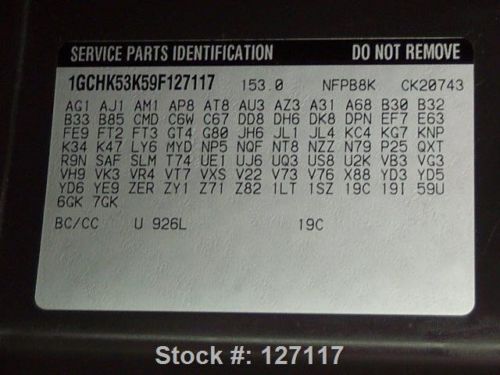 SERVICE PARTS IDENTIFICATION DO NOT REMOVE
1GCHK53K59F127117 153.0 NFPB8K CK20743
AG1 AJ1 AM1 AP8 AT8 AU3 AZ3 A31 A68 B30 B32
B33 B85 CMD C6W C67 DD8 DH6 DK8 DPN EF7 E63
FE9 FT2 FT3 GT4 G80 JH6 JL1 JL4 KC4 KG7 KNP
K34 K47 LY6 MYD NP5 NQF NT8 NZZ N79 P25 QXT
R9N SAF SLM T74 UE1 UJ6 UQ3 US8 U2K VB3 VG3
VH9 VK3 VR4 VT7 VXS V22 V73 V76 X88 YD3 YD5
YD6 YE9 ZER ZY1 Z71 Z82 1LT 1SZ 19C 19I 59U
6GK 7GK
BC/CC U 926L 19C
Stock #: 127117